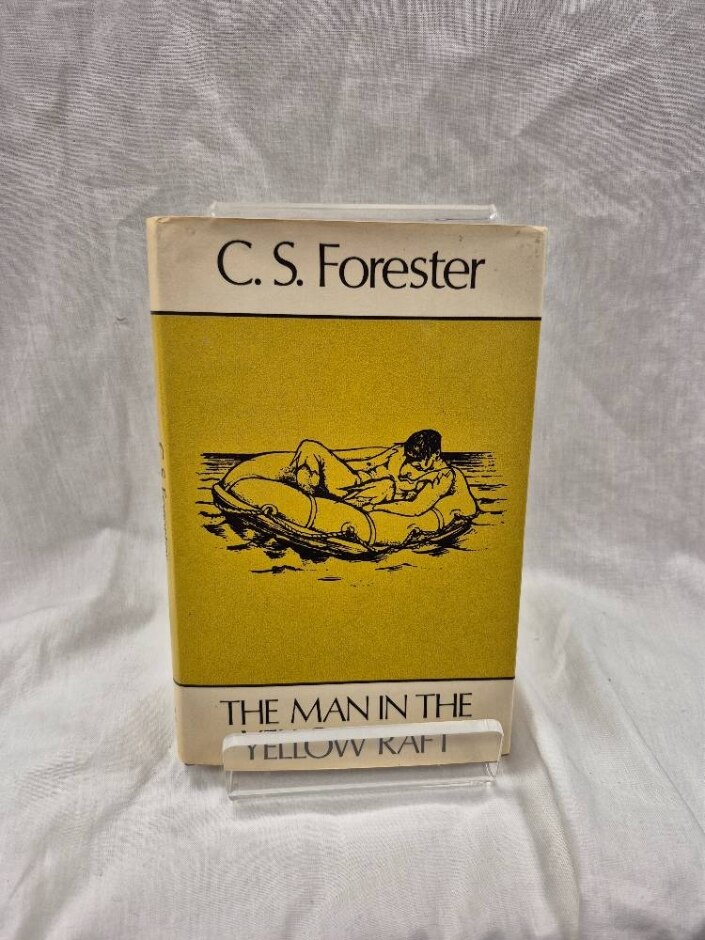 C. S. Forester
THE MAN IN THE
YELLOW RAFT